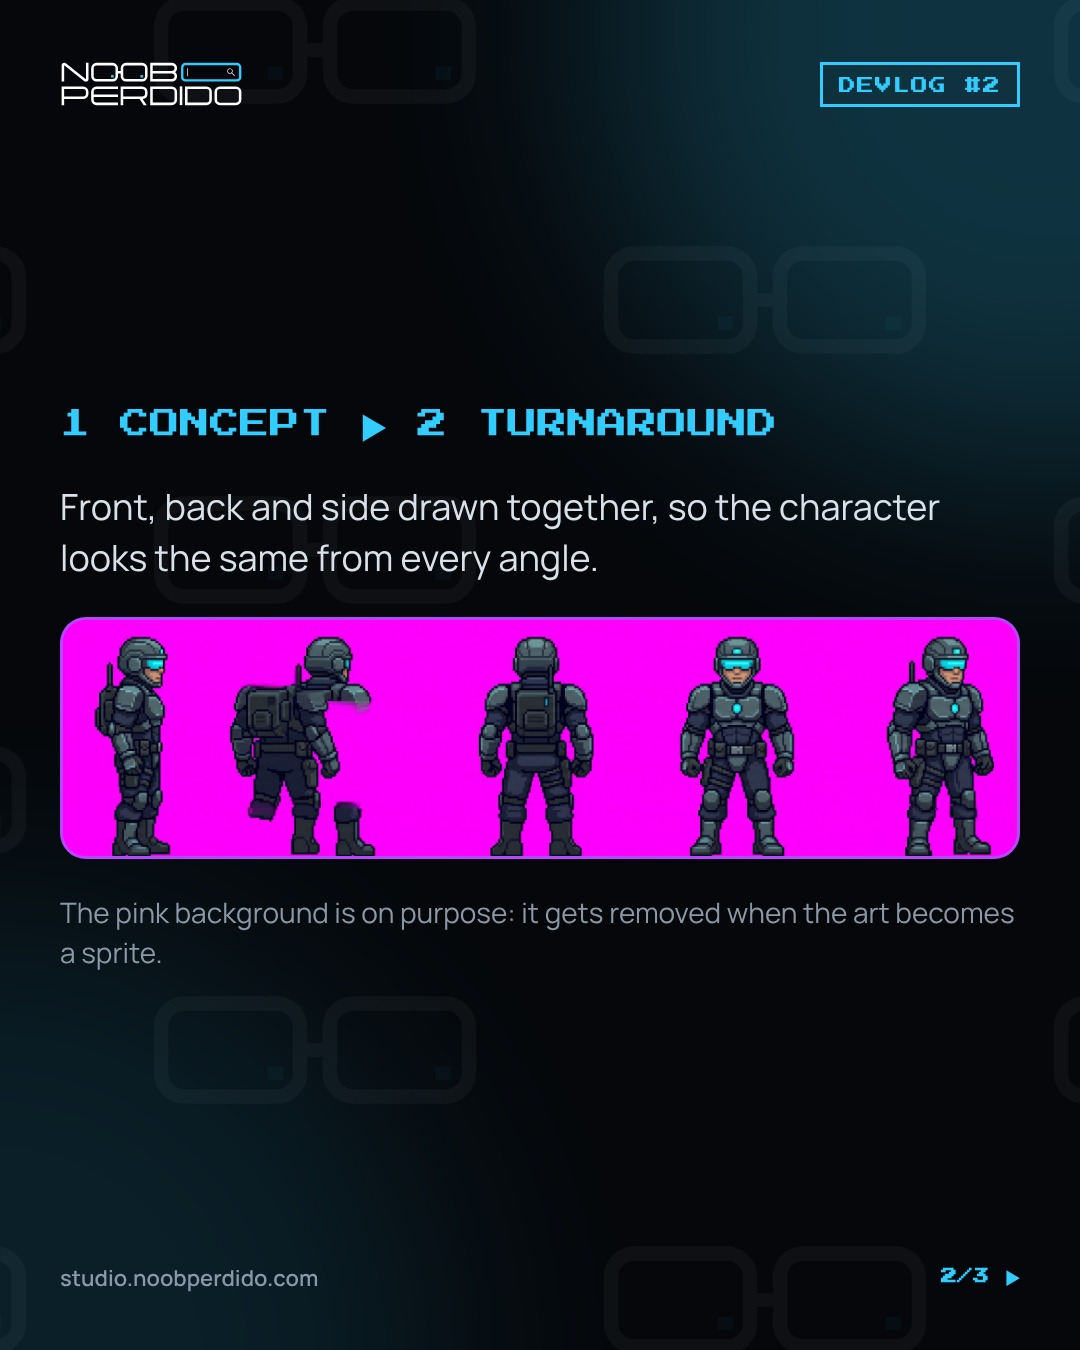 NOOB
PERDIDO
DEVLOG #2
1 CONCEPT ▶ 2 TURNAROUND
Front, back and side drawn together, so the character
looks the same from every angle.
The pink background is on purpose: it gets removed when the art becomes
a sprite.
studio.noobperdido.com
2/3 ▶